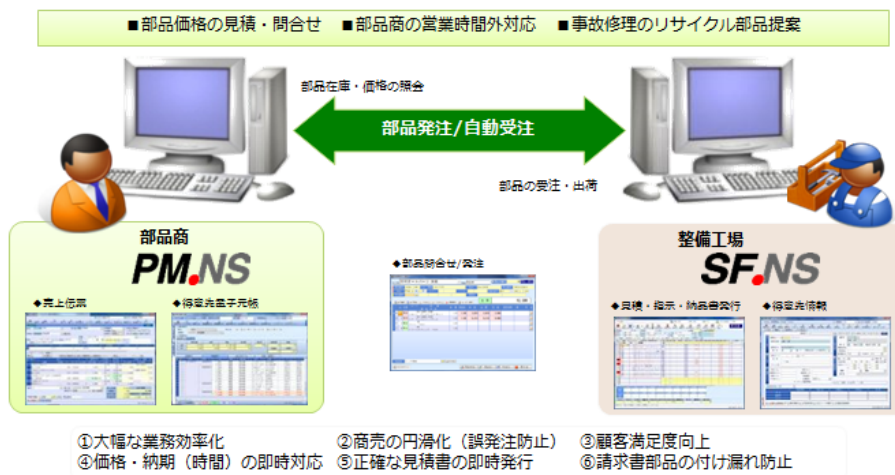 ■部品価格の見積・問合せ ■部品商の営業時間外対応 ■事故修理のリサイクル部品提案
部品在庫・価格の照会
部品発注/自動受注
部品の受注・出荷
部品商
PM.NS
◆売上伝票 ◆得意先電子元帳
◆部品問合せ/発注
整備工場
SF.NS
◆見積・指示・納品書発行 ◆得意先情報
①大幅な業務効率化 ②商売の円滑化（誤発注防止） ③顧客満足度向上
④価格・納期（時間）の即時対応 ⑤正確な見積書の即時発行 ⑥請求書部品の付け漏れ防止